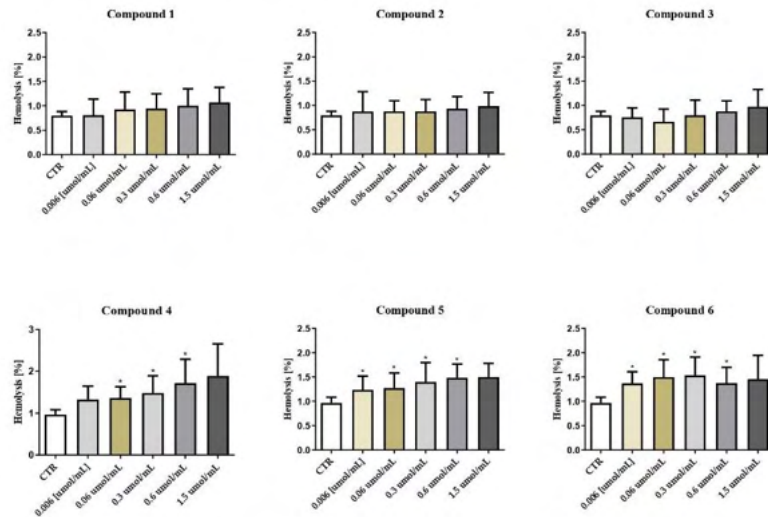 Compound 1
Compound 2
Compound 3
Hemolysis [%]
2.5
2.0
1.5
1.0
0.5
0.0
CTR
0.006 [umol/mL]
0.06 umol/mL
0.3 umol/mL
0.6 umol/mL
1.5 umol/mL
Hemolysis [%]
2.5
2.0
1.5
1.0
0.5
0.0
CTR
0.006 [umol/mL]
0.06 umol/mL
0.3 umol/mL
0.6 umol/mL
1.5 umol/mL
Hemolysis [%]
2.5
2.0
1.5
1.0
0.5
0.0
CTR
0.006 [umol/mL]
0.06 umol/mL
0.3 umol/mL
0.6 umol/mL
1.5 umol/mL
Compound 4
Compound 5
Compound 6
Hemolysis [%]
3
2
1
0
* * *
CTR
0.006 [umol/mL]
0.06 umol/mL
0.3 umol/mL
0.6 umol/mL
1.5 umol/mL
Hemolysis [%]
2.5
2.0
1.5
1.0
0.5
0.0
* * * *
CTR
0.006 [umol/mL]
0.06 umol/mL
0.3 umol/mL
0.6 umol/mL
1.5 umol/mL
Hemolysis [%]
2.5
2.0
1.5
1.0
0.5
0.0
* * * *
CTR
0.006 [umol/mL]
0.06 umol/mL
0.3 umol/mL
0.6 umol/mL
1.5 umol/mL